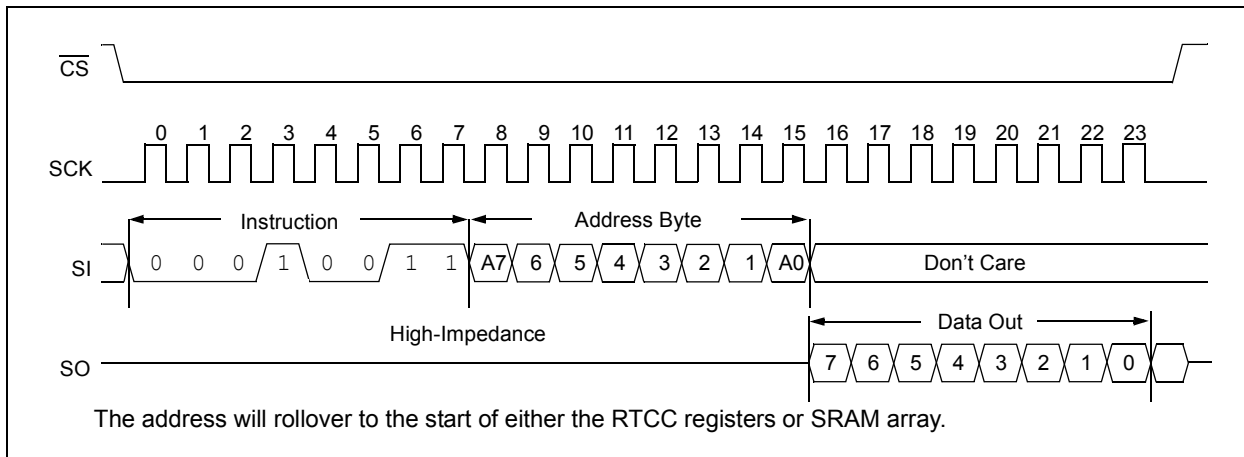 CS
0 1 2 3 4 5 6 7 8 9 10 11 12 13 14 15 16 17 18 19 20 21 22 23
SCK
Instruction Address Byte
SI 0 0 0 1 0 0 1 1 A7 6 5 4 3 2 1 A0 Don't Care
High-Impedance Data Out
SO 7 6 5 4 3 2 1 0
The address will rollover to the start of either the RTCC registers or SRAM array.